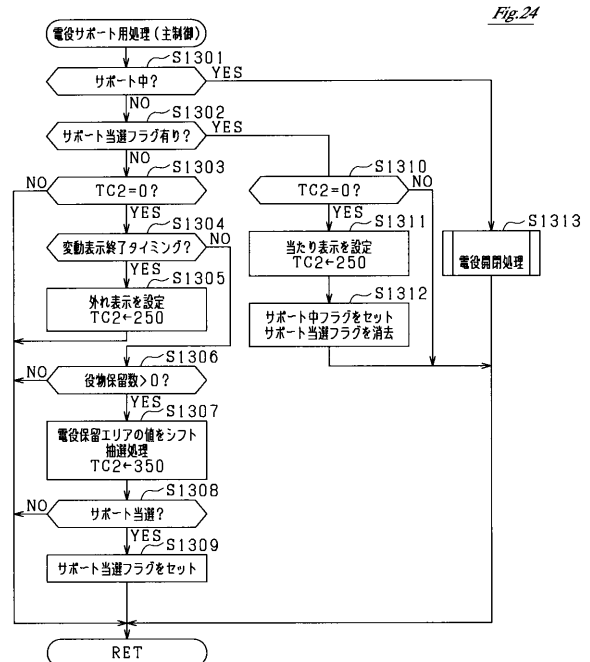 Fig.24
電役サポート用処理(主制御)
S1301
サポート中?
YES
NO
S1302
サポート当選フラグ有り?
YES
NO
S1303
NO
TC2=0?
YES
S1304
変動表示終了タイミング?
NO
YES
S1305
外れ表示を設定
TC2←250
S1306
NO
役物保留数>0?
YES
S1307
電役保留エリアの値をシフト
抽選処理
TC2←350
S1308
NO
サポート当選?
YES
S1309
サポート当選フラグをセット
S1310
TC2=0?
NO
YES
S1311
当たり表示を設定
TC2←250
S1312
サポート中フラグをセット
サポート当選フラグを消去
S1313
電役開閉処理
RET